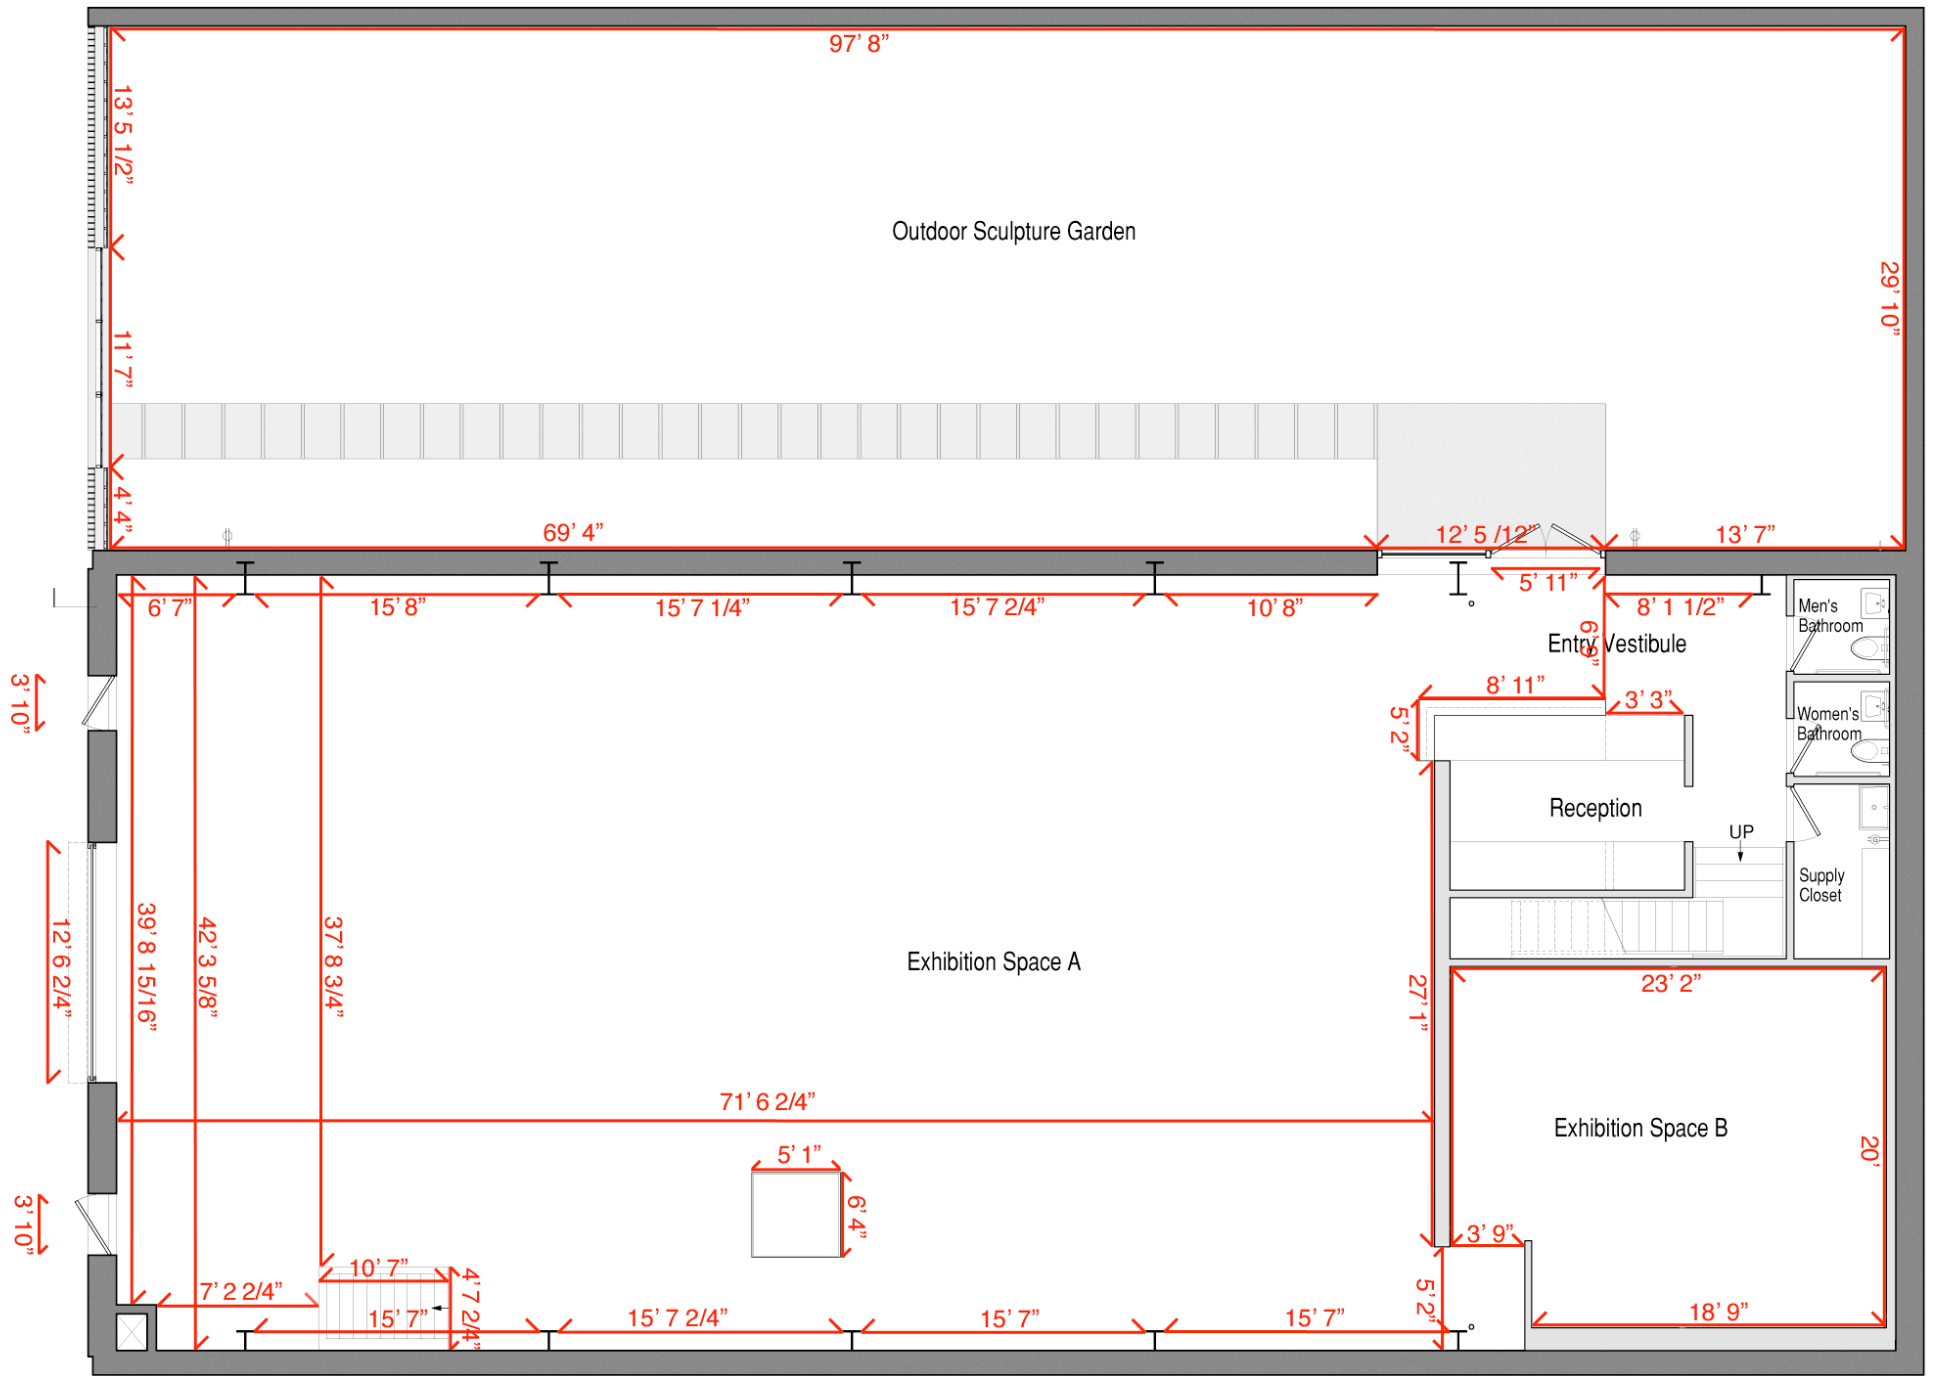 97' 8”
13' 5 1/2”
Outdoor Sculpture Garden
29' 10”
11' 7”
4' 4”
69' 4”
12' 5 /12”
13' 7”
5' 11”
6' 7”
15' 8”
15' 7 1/4”
15' 7 2/4”
10' 8”
8' 1 1/2”
Men's
Bathroom
Entry Vestibule
6' 9”
3' 10”
8' 11”
3' 3”
5' 2”
Women's
Bathroom
Reception
UP
Supply
Closet
12' 6 2/4”
39' 8 15/16”
42' 3 5/8”
37' 8 3/4”
Exhibition Space A
27' 1”
23' 2”
71' 6 2/4”
Exhibition Space B
20'
5' 1”
6' 4”
3' 10”
3' 9”
10' 7”
4' 7 2/4”
7' 2 2/4”
5' 2”
15' 7”
15' 7 2/4”
15' 7”
15' 7”
18' 9”